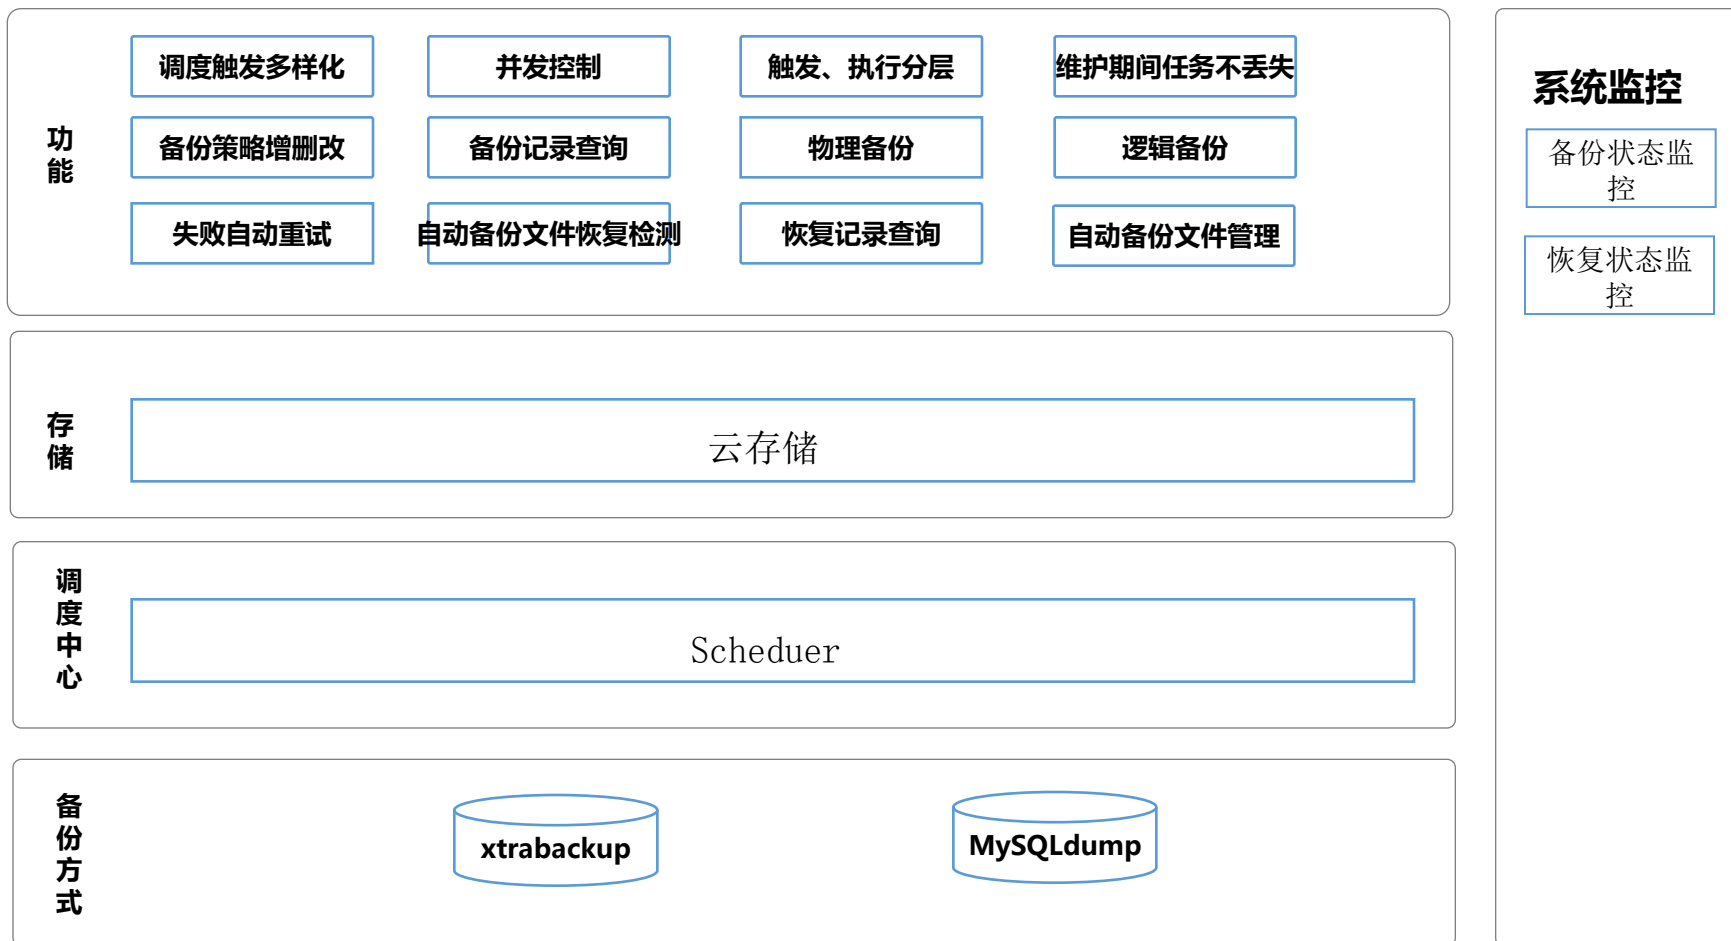 功能
调度触发多样化
并发控制
触发、执行分层
维护期间任务不丢失
备份策略增删改
备份记录查询
物理备份
逻辑备份
失败自动重试
自动备份文件恢复检测
恢复记录查询
自动备份文件管理
存储
云存储
调度中心
Scheduer
备份方式
xtrabackup
MySQLdump
系统监控
备份状态监
控
恢复状态监
控